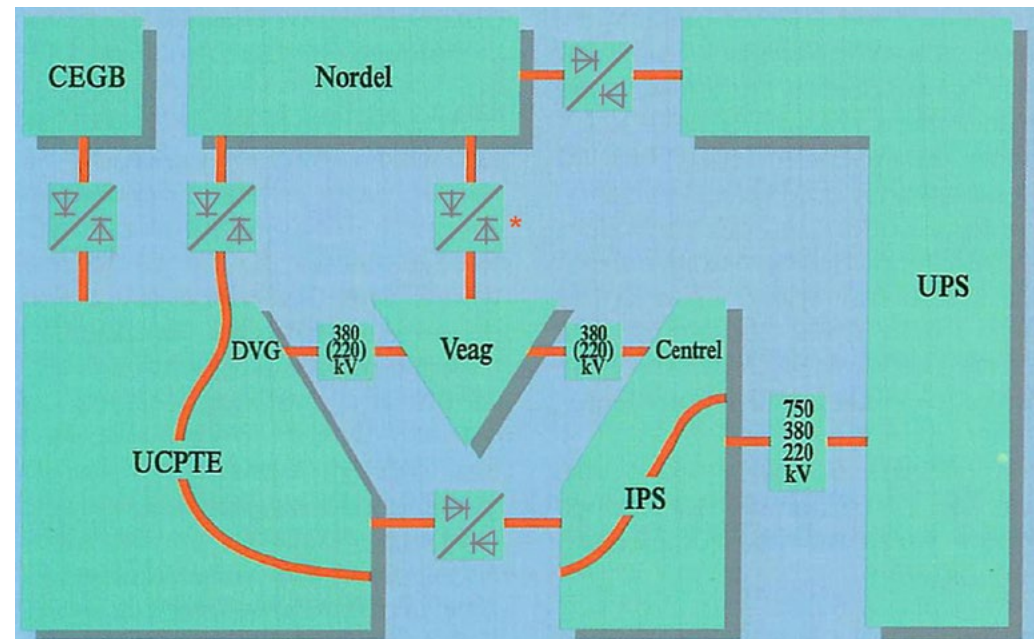 CEGB
Nordel
*
UPS
DVG
380
(220)
kV
Veag
380
(220)
kV
Centrel
750
380
220
kV
UCPTE
IPS